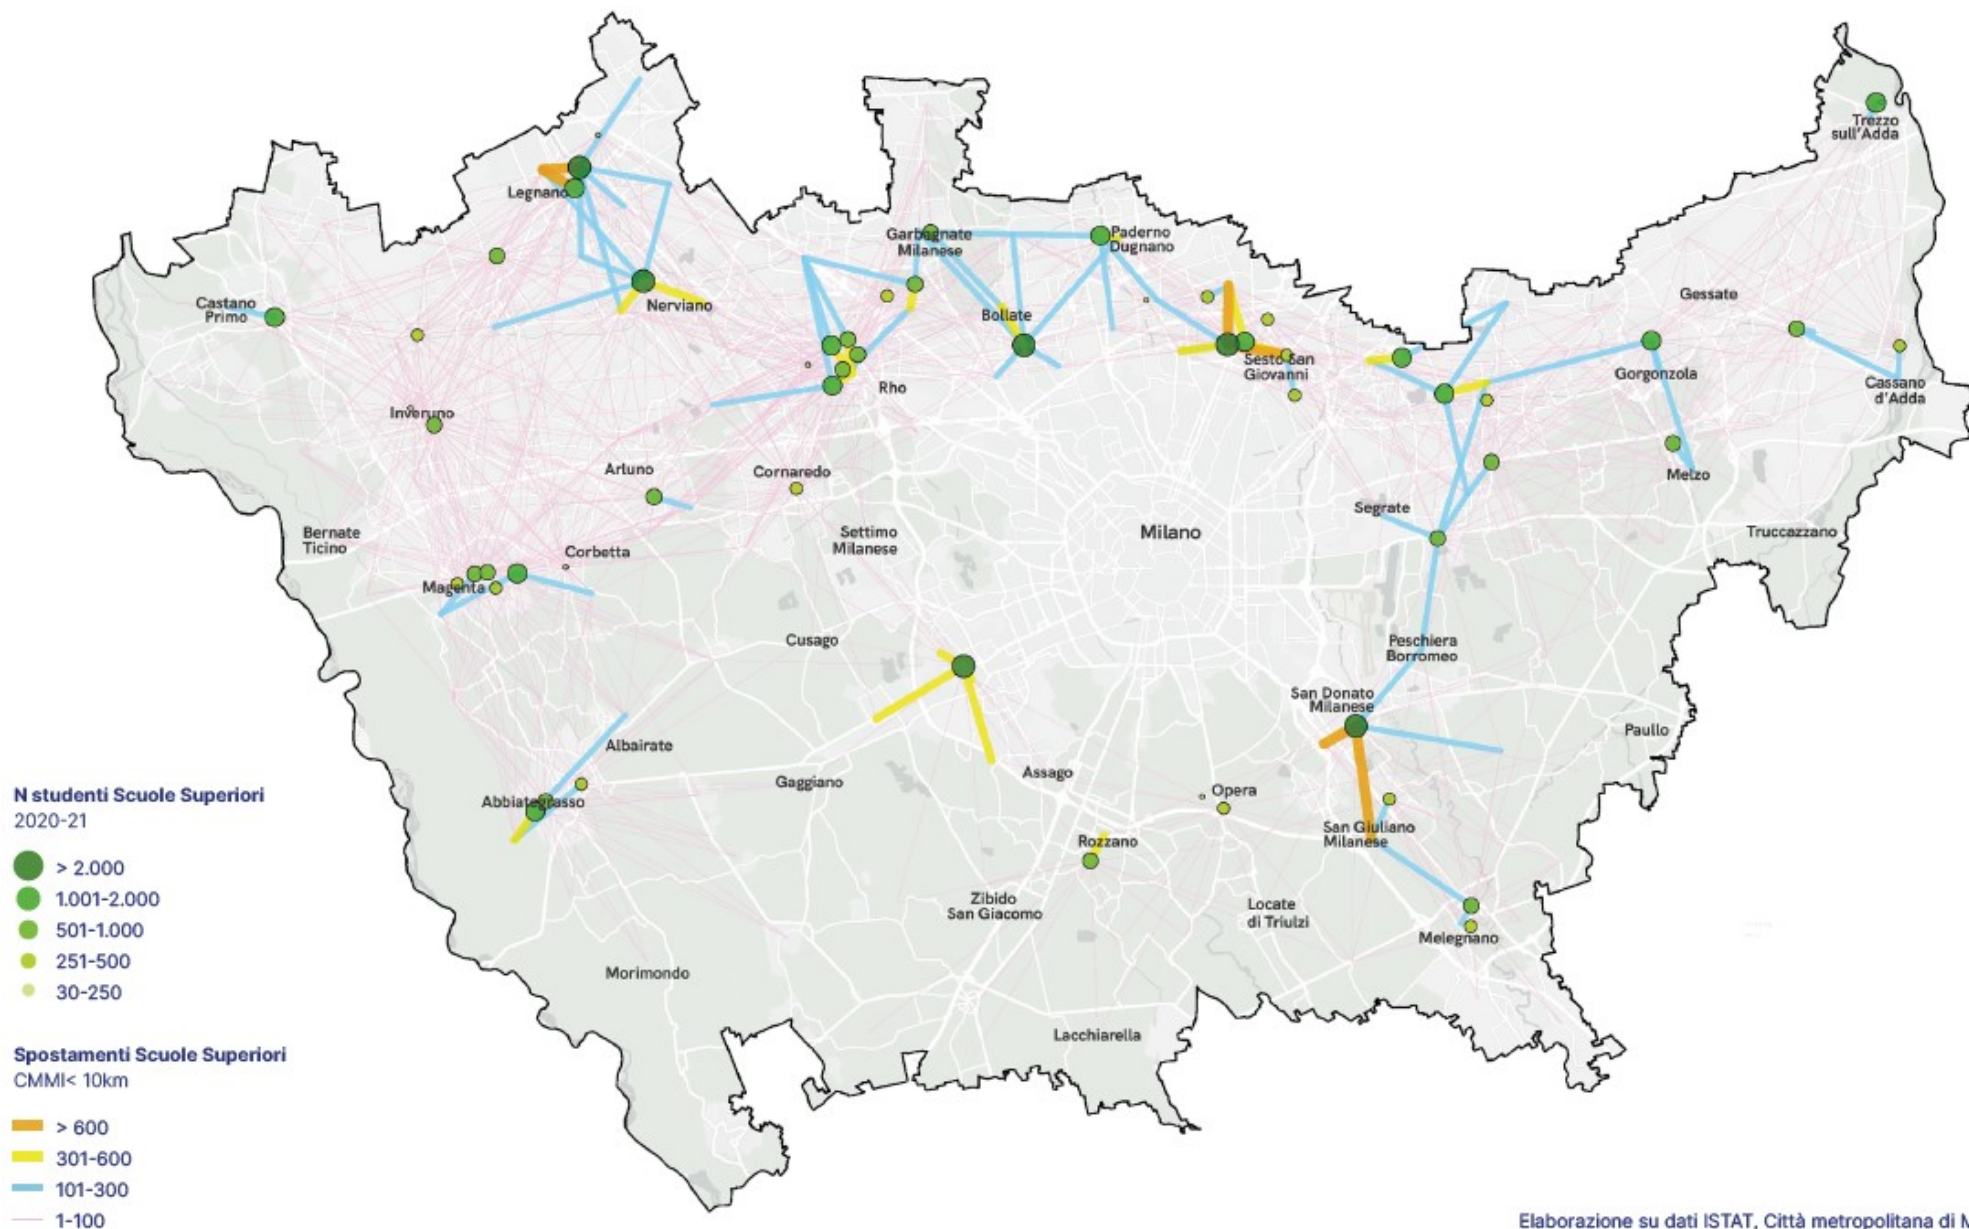 Trezzo
sull'Adda
Legnano
Garbagnate
Milanese
Paderno
Dugnano
Castano
Primo
Nerviano
Bollate
Gessate
Sesto San
Giovanni
Gorgonzola
Cassano
d'Adda
Rho
Inveruno
Arluno
Cornaredo
Melzo
Segrate
Bernate
Ticino
Corbetta
Settimo
Milanese
Milano
Truccazzano
Magenta
Cusago
Peschiera
Borromeo
San Donato
Milanese
Paullo
Albairate
Gaggiano
Assago
Abbiategrasso
Opera
San Giuliano
Milanese
Rozzano
Zibido
San Giacomo
Locate
di Triulzi
Melegnano
Morimondo
Lacchiarella
N studenti Scuole Superiori
2020-21
> 2.000
1.001-2.000
501-1.000
251-500
30-250
Spostamenti Scuole Superiori
CMMI< 10km
> 600
301-600
101-300
1-100
Elaborazione su dati ISTAT, Città metropolitana di M